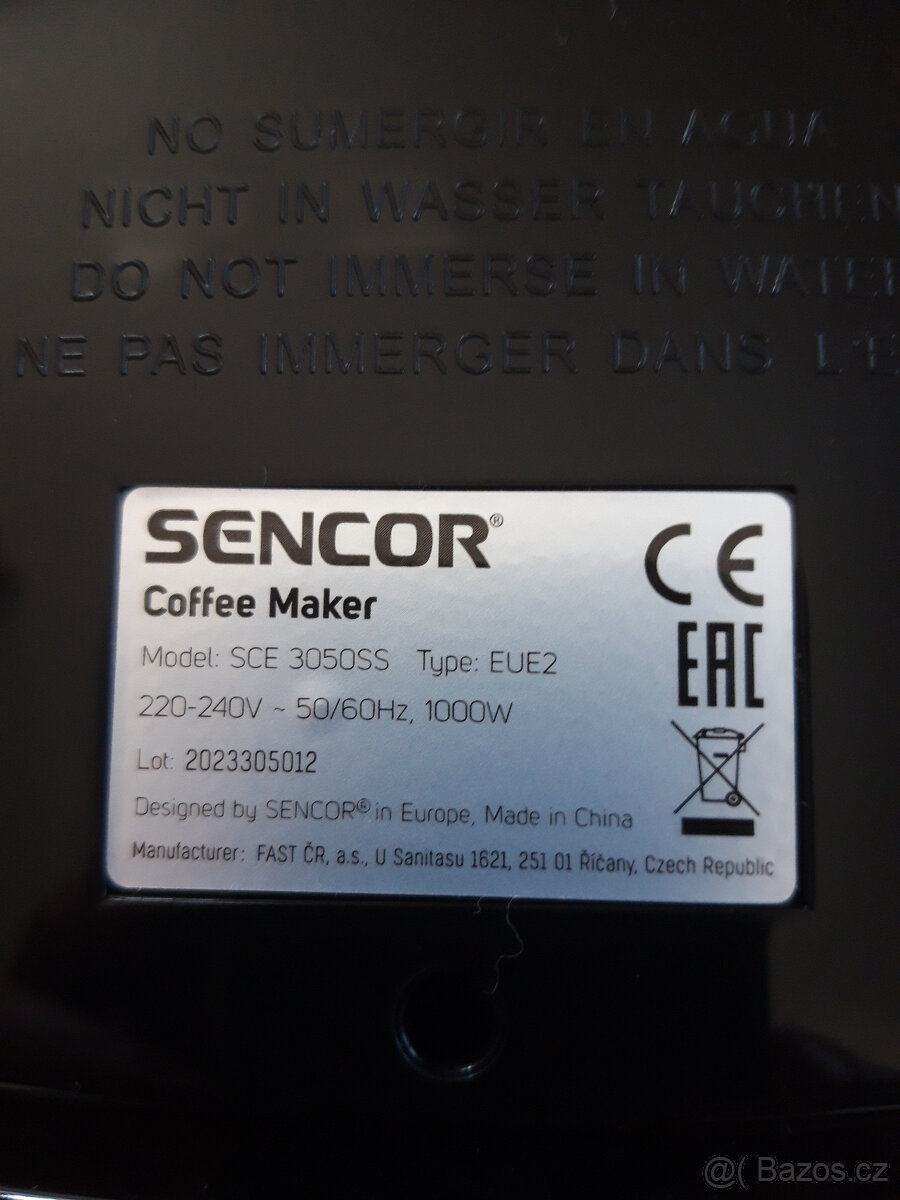 NO SUMERGIR EN AGUA
NICHT IN WASSER TAUCHEN
DO NOT IMMERSE IN WATER
NE PAS IMMERGER DANS L'E
SENCOR®
Coffee Maker
Model: SCE 3050SS Type: EUE2
220-240V ~ 50/60Hz, 1000W
Lot: 2023305012
Designed by SENCOR® in Europe, Made in China
Manufacturer: FAST ČR, a.s., U Sanitasu 1621, 251 01 Říčany, Czech Republic
CE
EAC
@( Bazos.cz